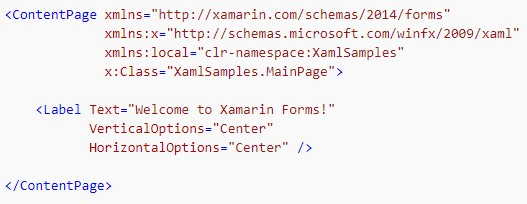 <ContentPage xmlns="http://xamarin.com/schemas/2014/forms"
             xmlns:x="http://schemas.microsoft.com/winfx/2009/xaml"
             xmlns:local="clr-namespace:XamlSamples"
             x:Class="XamlSamples.MainPage">
    <Label Text="Welcome to Xamarin Forms!"
           VerticalOptions="Center"
           HorizontalOptions="Center" />
</ContentPage>